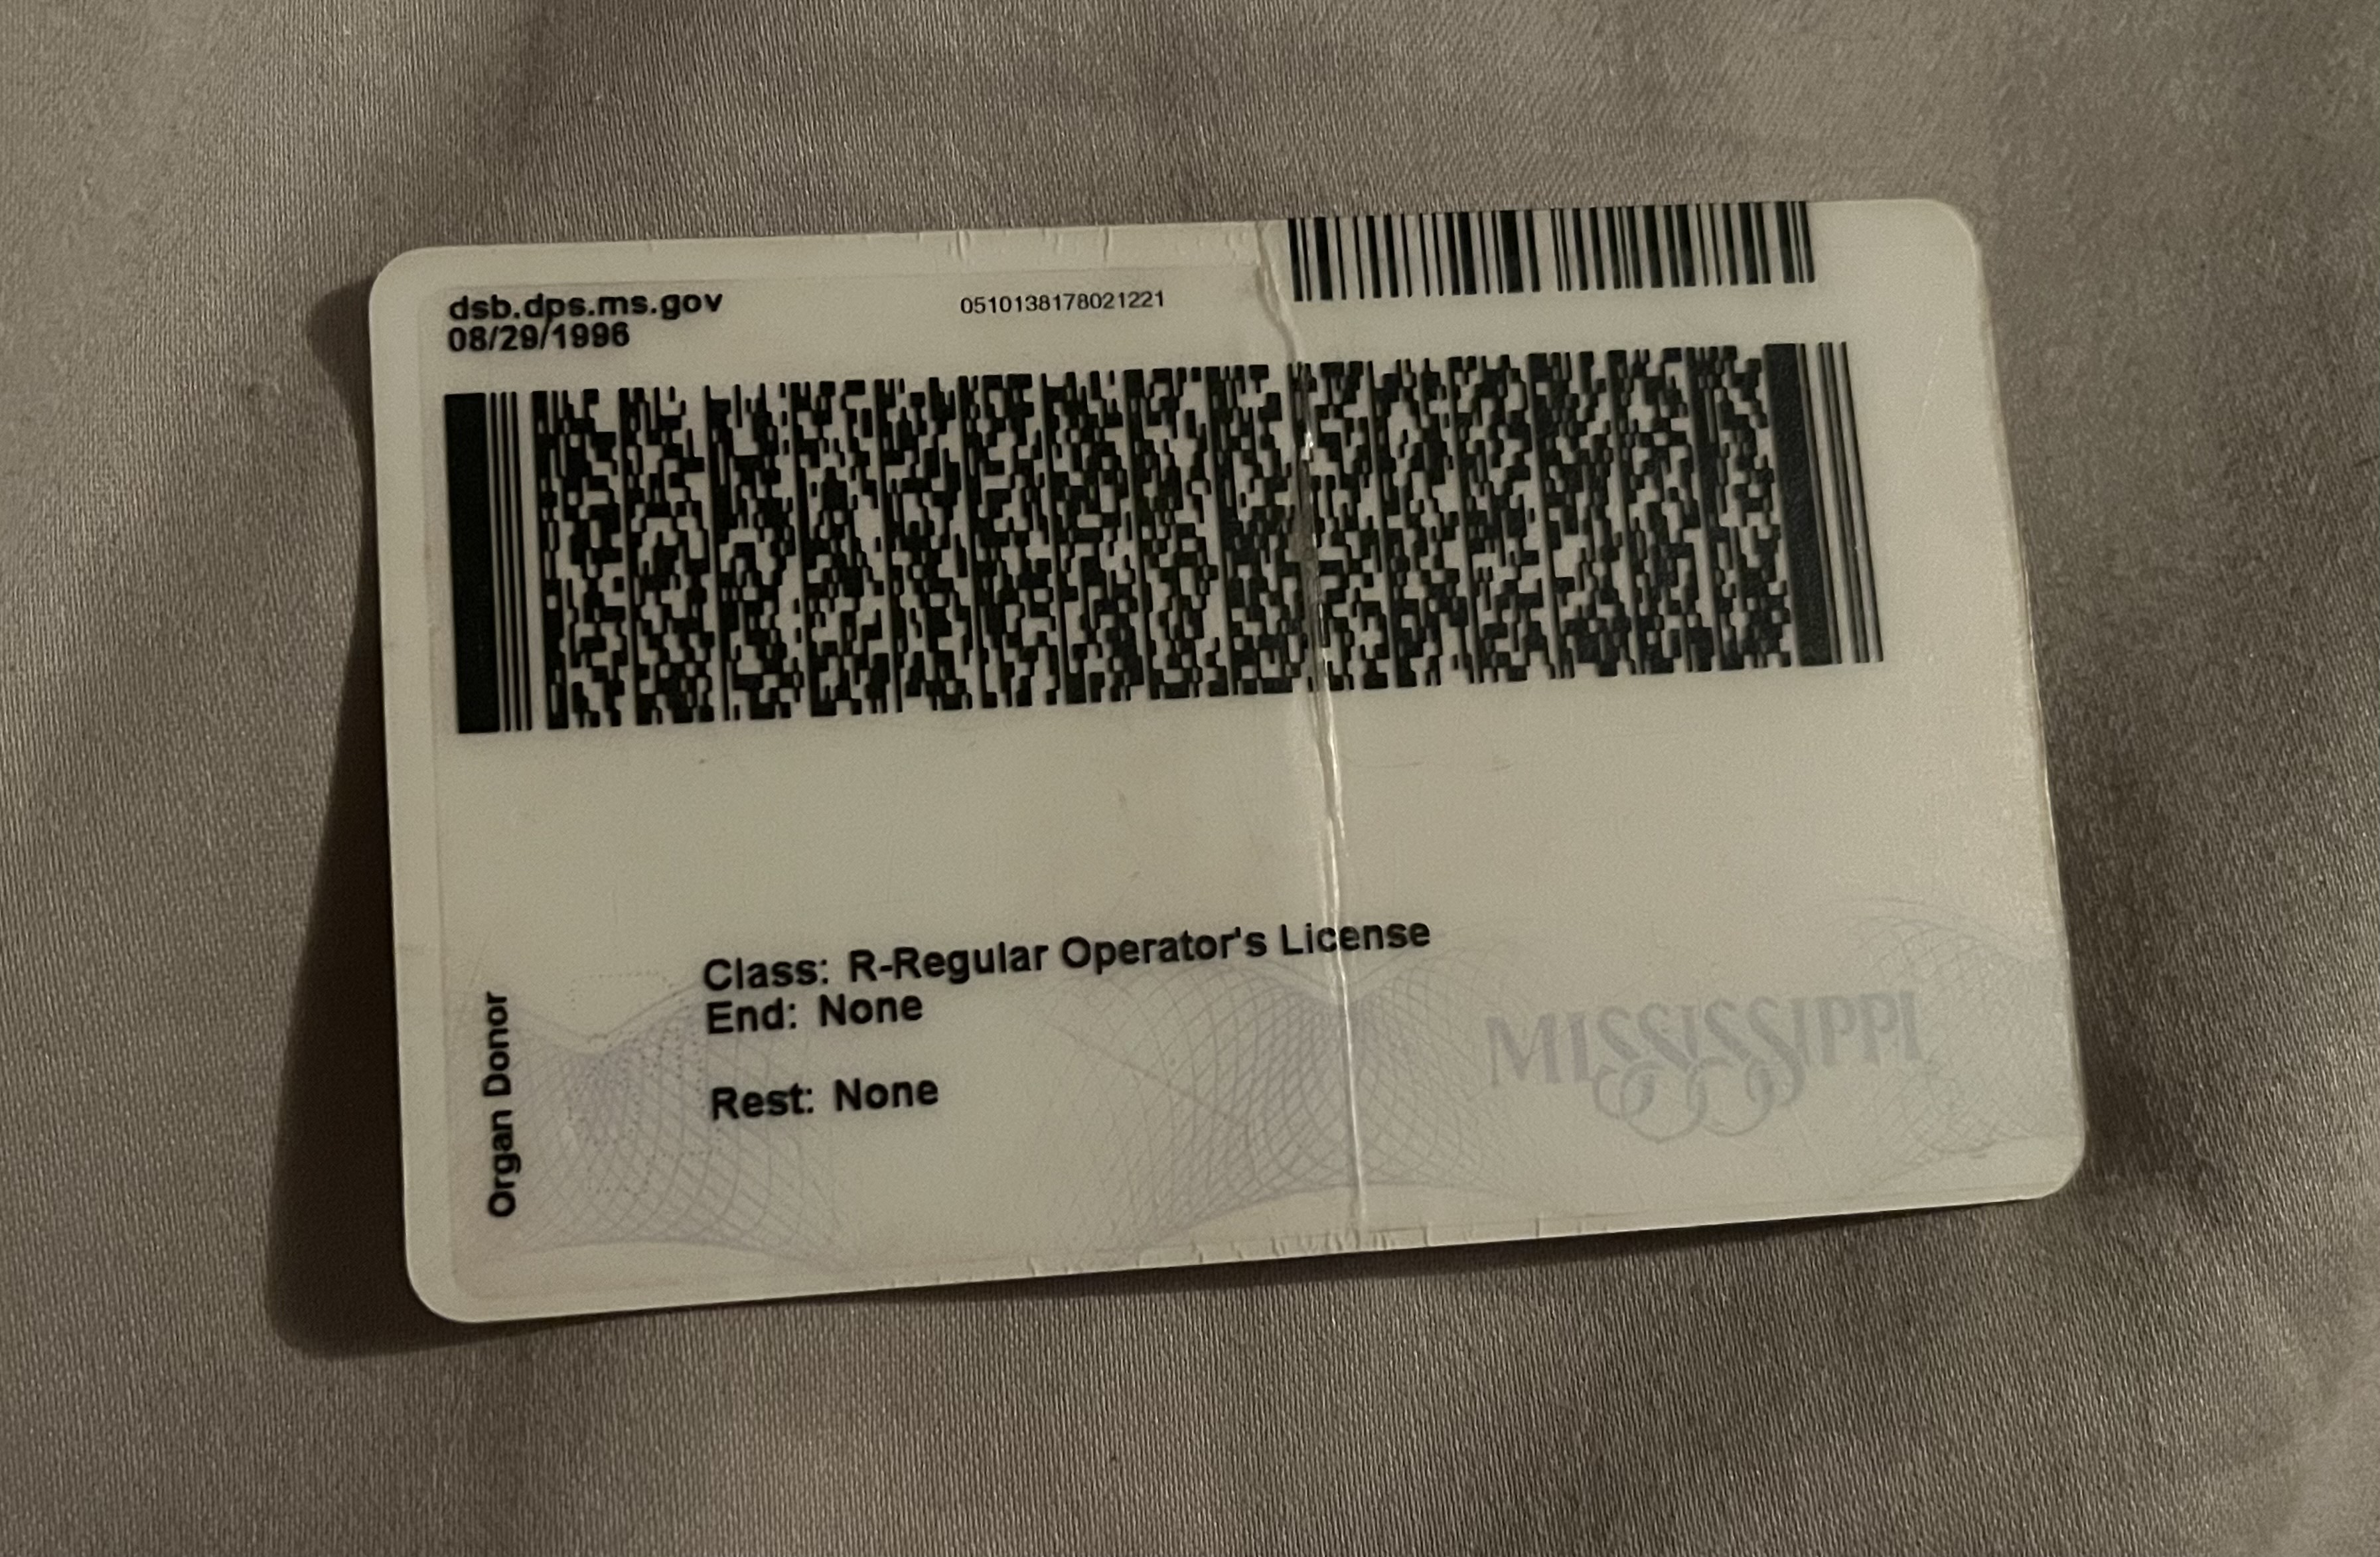 dsb.dps.ms.gov
08/29/1996
0510138178021221
Class: R-Regular Operator's License
End: None
Rest: None
Organ Donor
MISSISSIPPI